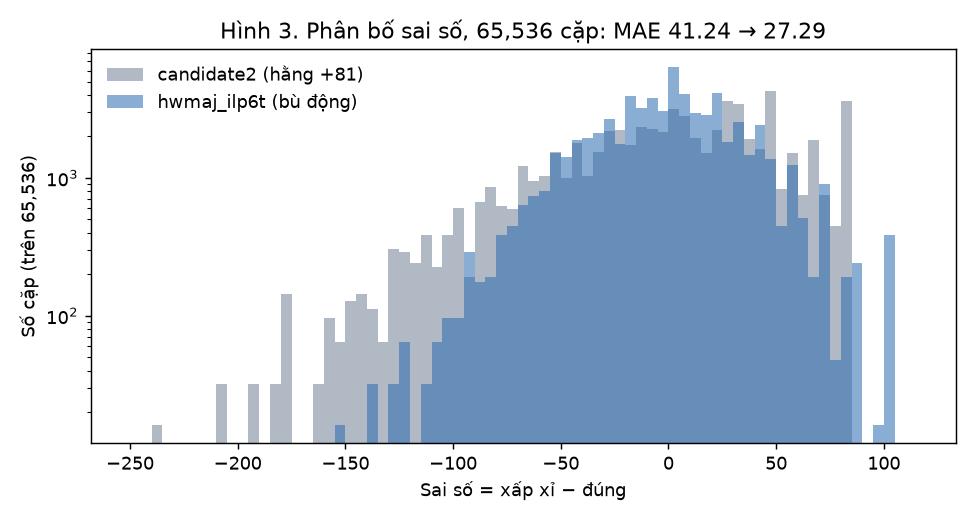 Hình 3. Phân bố sai số, 65,536 cặp: MAE 41.24 → 27.29
candidate2 (hằng +81)
hwmaj_ilp6t (bù động)
Số cặp (trên 65,536)
10³
10²
−250 −200 −150 −100 −50 0 50 100
Sai số = xấp xỉ − đúng